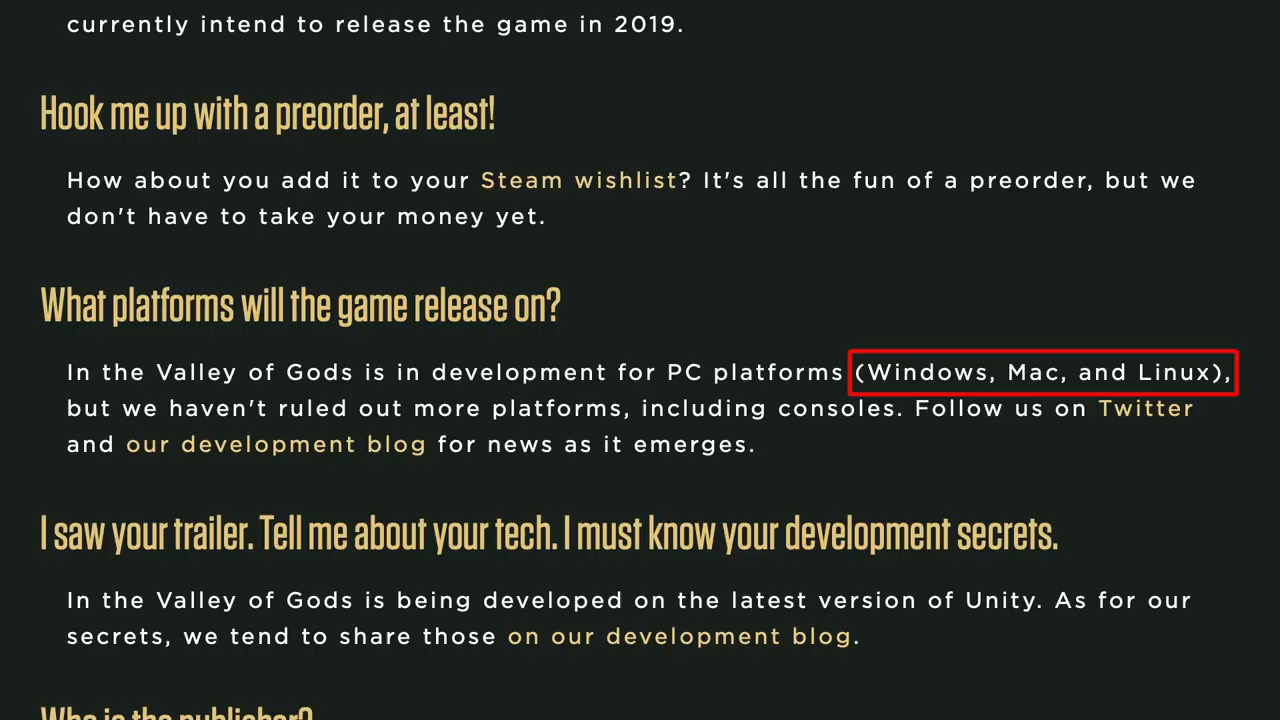 currently intend to release the game in 2019.
Hook me up with a preorder, at least!
How about you add it to your Steam wishlist? It's all the fun of a preorder, but we
don't have to take your money yet.
What platforms will the game release on?
In the Valley of Gods is in development for PC platforms (Windows, Mac, and Linux),
but we haven't ruled out more platforms, including consoles. Follow us on Twitter
and our development blog for news as it emerges.
I saw your trailer. Tell me about your tech. I must know your development secrets.
In the Valley of Gods is being developed on the latest version of Unity. As for our
secrets, we tend to share those on our development blog.
Who is the publisher?